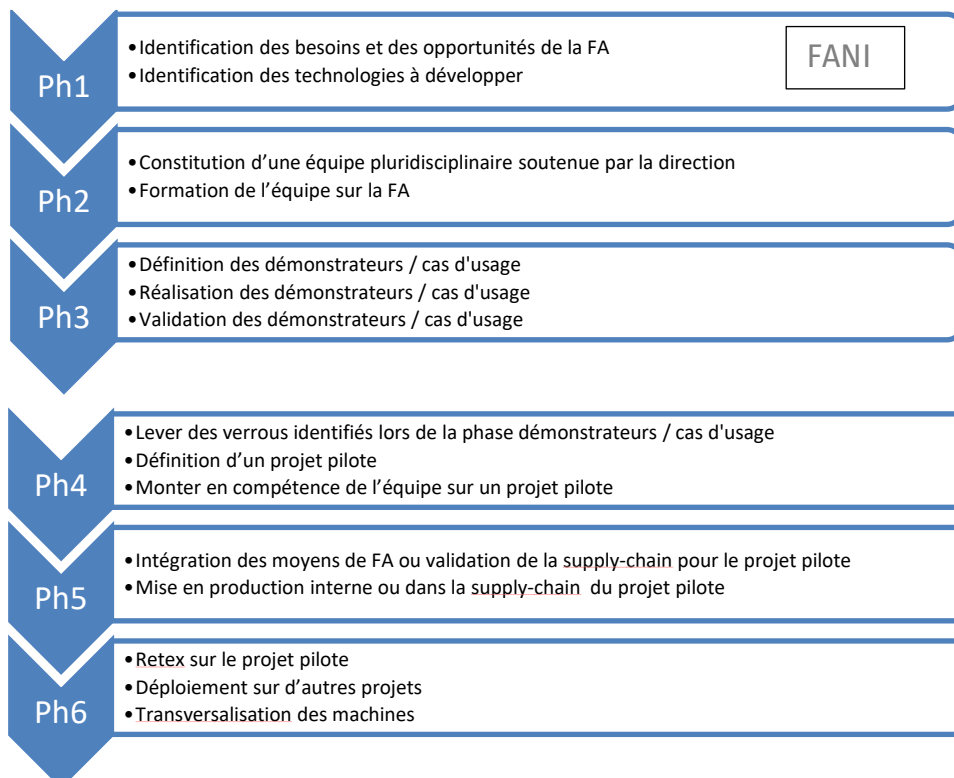 Ph1
•Identification des besoins et des opportunités de la FA
•Identification des technologies à développer
FANI
Ph2
•Constitution d’une équipe pluridisciplinaire soutenue par la direction
•Formation de l’équipe sur la FA
Ph3
•Définition des démonstrateurs / cas d'usage
•Réalisation des démonstrateurs / cas d'usage
•Validation des démonstrateurs / cas d'usage
Ph4
•Lever des verrous identifiés lors de la phase démonstrateurs / cas d'usage
•Définition d’un projet pilote
•Monter en compétence de l’équipe sur un projet pilote
Ph5
•Intégration des moyens de FA ou validation de la supply-chain pour le projet pilote
•Mise en production interne ou dans la supply-chain  du projet pilote
Ph6
•Retex sur le projet pilote
•Déploiement sur d’autres projets
•Transversalisation des machines